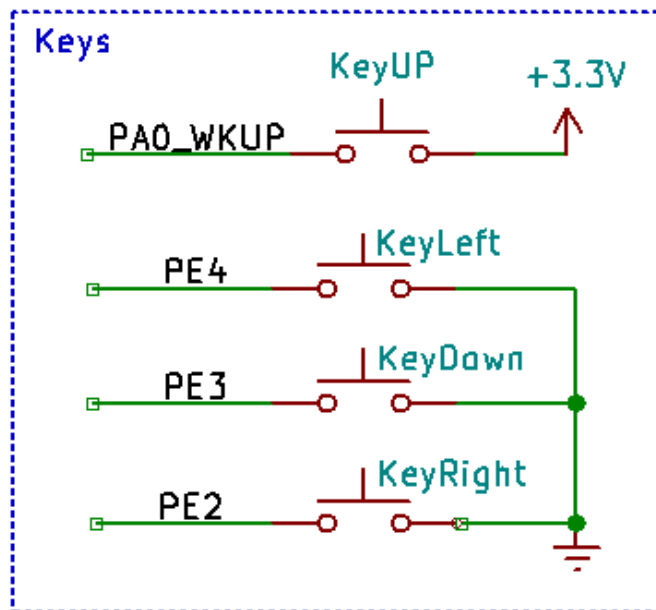 Keys
KeyUP
+3.3V
PA0_WKUP
KeyLeft
PE4
KeyDown
PE3
KeyRight
PE2